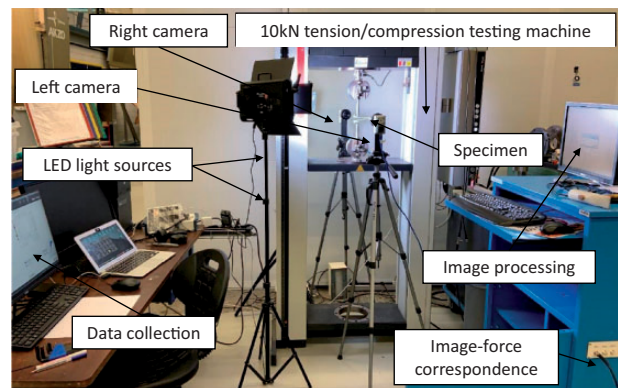 Right camera
10kN tension/compression testing machine
Left camera
LED light sources
Specimen
Image processing
Data collection
Image-force
correspondence